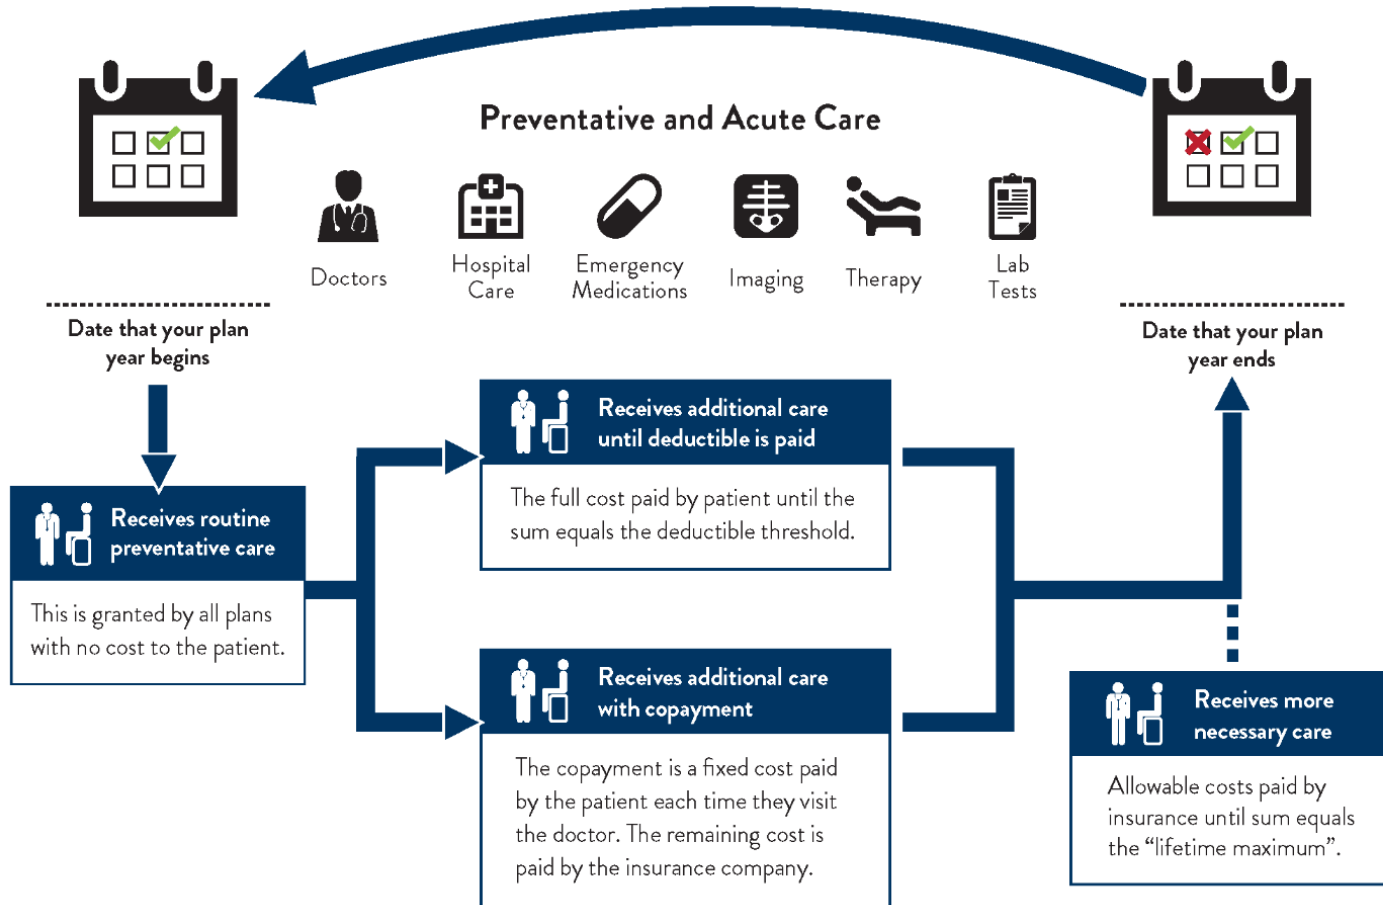 Preventative and Acute Care
Doctors
Hospital
Care
Emergency
Medications
Imaging
Therapy
Lab
Tests
Date that your plan
year begins
Date that your plan
year ends
Receives routine
preventative care
This is granted by all plans
with no cost to the patient.
Receives additional care
until deductible is paid
The full cost paid by patient until the
sum equals the deductible threshold.
Receives additional care
with copayment
The copayment is a fixed cost paid
by the patient each time they visit
the doctor. The remaining cost is
paid by the insurance company.
Receives more
necessary care
Allowable costs paid by
insurance until sum equals
the “lifetime maximum”.